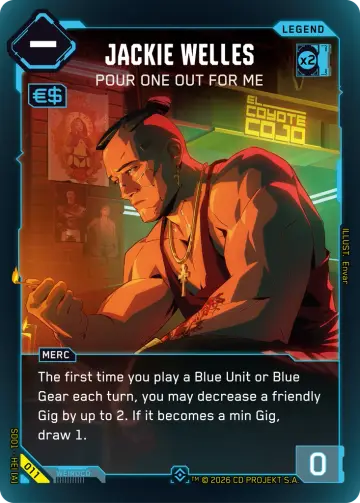 LEGEND
JACKIE WELLES
POUR ONE OUT FOR ME
x2
€$
EL
COYOTE
COJO
ILLUST. Envar
MERC
The first time you play a Blue Unit or Blue
Gear each turn, you may decrease a friendly
Gig by up to 2. If it becomes a min Gig,
draw 1.
0
011
™ © 2026 CD PROJEKT S.A.